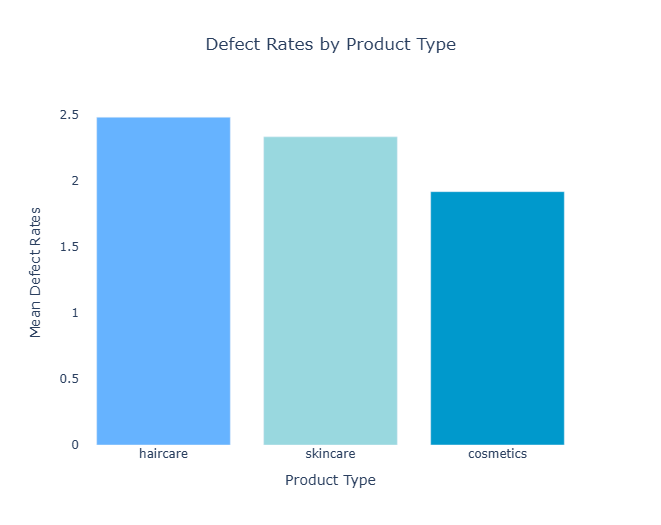 Defect Rates by Product Type
2.5
2
1.5
1
0.5
0
Mean Defect Rates
haircare skincare cosmetics
Product Type